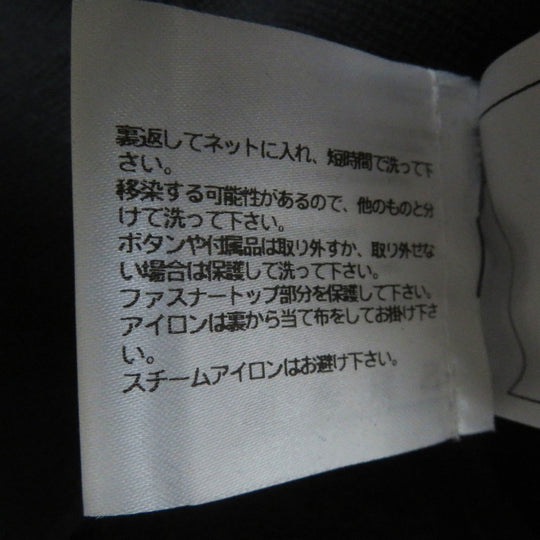 裏返してネットに入れ、短時間で洗って下
さい。
移染する可能性があるので、他のものと分
けて洗って下さい。
ボタンや付属品は取り外すか、取り外せな
い場合は保護して洗って下さい。
ファスナートップ部分を保護して下さい。
アイロンは裏から当て布をしてお掛け下さ
い。
スチームアイロンはお避け下さい。